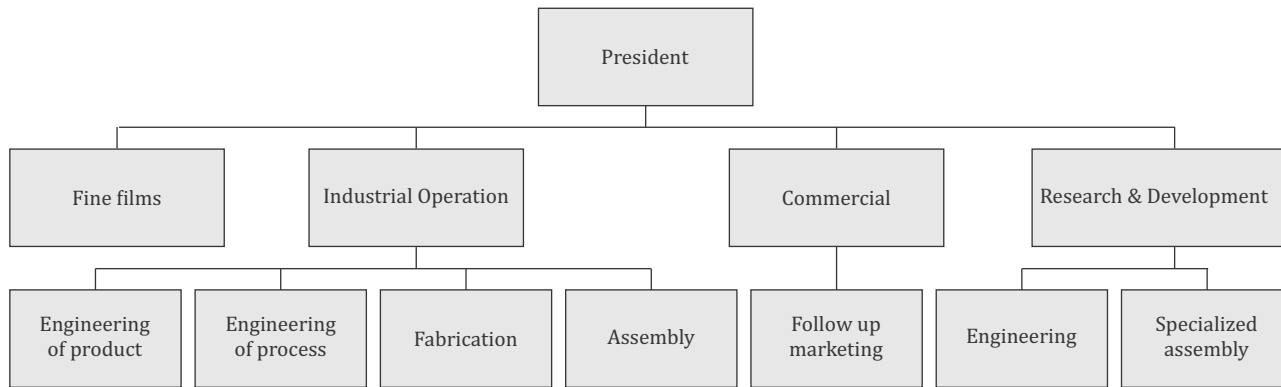 President
Fine films
Industrial Operation
Commercial
Research & Development
Engineering
of product
Engineering
of process
Fabrication
Assembly
Follow up
marketing
Engineering
Specialized
assembly